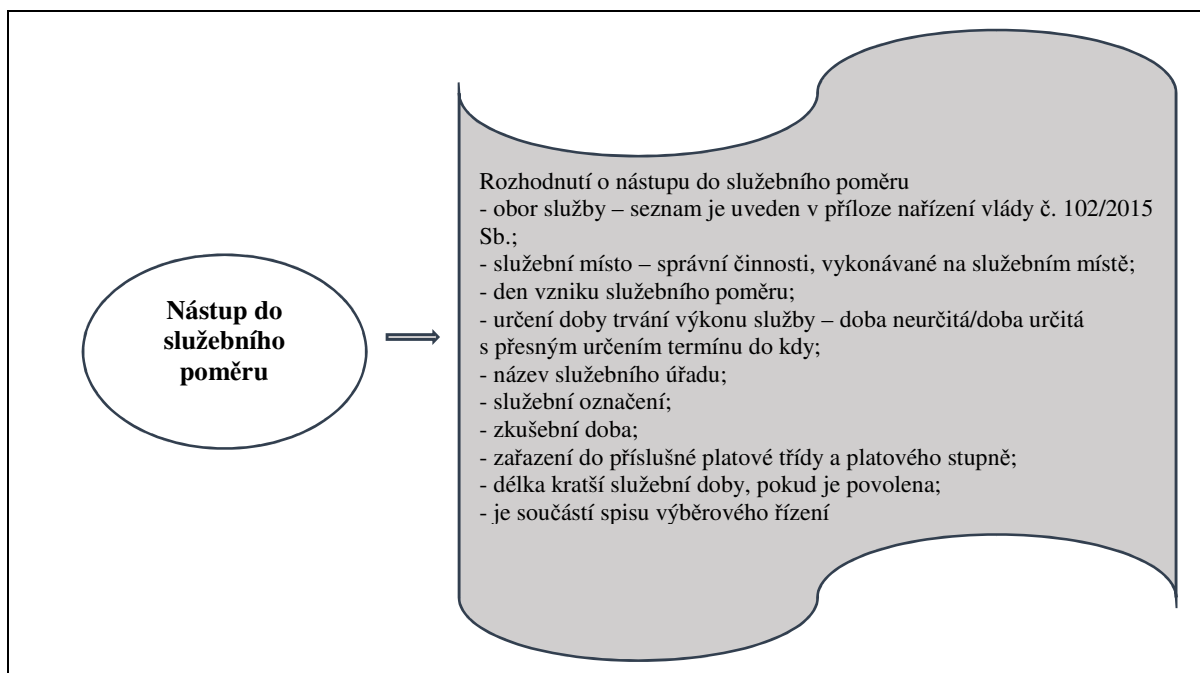 Nástup do
služebního
poměru
Rozhodnutí o nástupu do služebního poměru
- obor služby – seznam je uveden v příloze nařízení vlády č. 102/2015
Sb.;
- služební místo – správní činnosti, vykonávané na služebním místě;
- den vzniku služebního poměru;
- určení doby trvání výkonu služby – doba neurčitá/doba určitá
s přesným určením termínu do kdy;
- název služebního úřadu;
- služební označení;
- zkušební doba;
- zařazení do příslušné platové třídy a platového stupně;
- délka kratší služební doby, pokud je povolena;
- je součástí spisu výběrového řízení